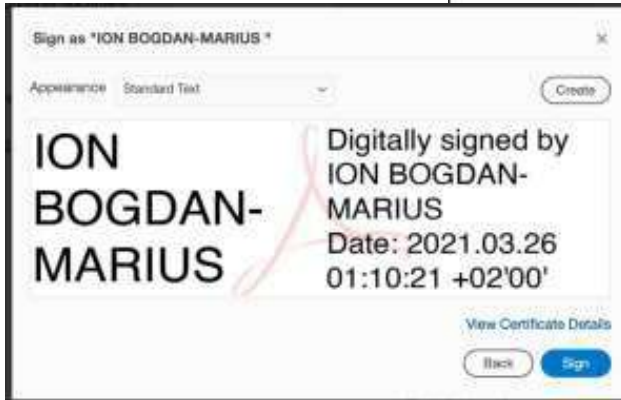 Sign as "ION BOGDAN-MARIUS "
×
Appearance Standard Text
Create
ION
BOGDAN-
MARIUS
Digitally signed by
ION BOGDAN-
MARIUS
Date: 2021.03.26
01:10:21 +02'00'
View Certificate Details
Back
Sign